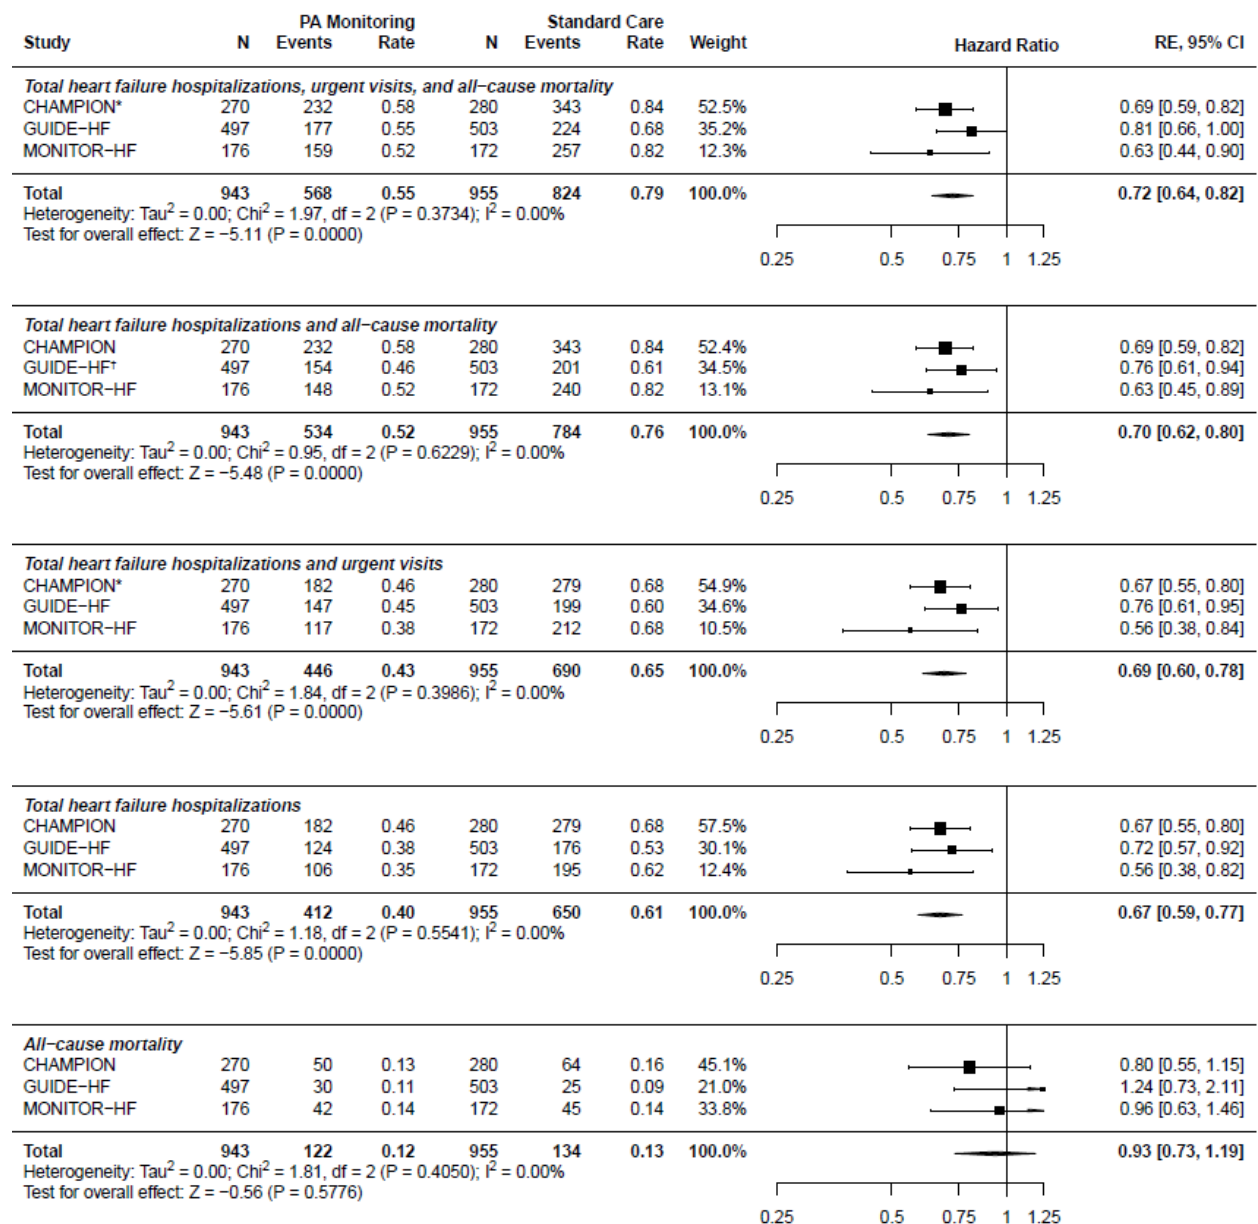 PA Monitoring Standard Care
Study N Events Rate N Events Rate Weight Hazard Ratio RE, 95% CI
Total heart failure hospitalizations, urgent visits, and all−cause mortality
CHAMPION* 270 232 0.58 280 343 0.84 52.5% 0.69 [0.59, 0.82]
GUIDE−HF 497 177 0.55 503 224 0.68 35.2% 0.81 [0.66, 1.00]
MONITOR−HF 176 159 0.52 172 257 0.82 12.3% 0.63 [0.44, 0.90]
Total 943 568 0.55 955 824 0.79 100.0% 0.72 [0.64, 0.82]
Heterogeneity: Tau² = 0.00; Chi² = 1.97, df = 2 (P = 0.3734); I² = 0.00%
Test for overall effect: Z = −5.11 (P = 0.0000)
0.25 0.5 0.75 1 1.25
Total heart failure hospitalizations and all−cause mortality
CHAMPION 270 232 0.58 280 343 0.84 52.4% 0.69 [0.59, 0.82]
GUIDE−HF† 497 154 0.46 503 201 0.61 34.5% 0.76 [0.61, 0.94]
MONITOR−HF 176 148 0.52 172 240 0.82 13.1% 0.63 [0.45, 0.89]
Total 943 534 0.52 955 784 0.76 100.0% 0.70 [0.62, 0.80]
Heterogeneity: Tau² = 0.00; Chi² = 0.95, df = 2 (P = 0.6229); I² = 0.00%
Test for overall effect: Z = −5.48 (P = 0.0000)
0.25 0.5 0.75 1 1.25
Total heart failure hospitalizations and urgent visits
CHAMPION* 270 182 0.46 280 279 0.68 54.9% 0.67 [0.55, 0.80]
GUIDE−HF 497 147 0.45 503 199 0.60 34.6% 0.76 [0.61, 0.95]
MONITOR−HF 176 117 0.38 172 212 0.68 10.5% 0.56 [0.38, 0.84]
Total 943 446 0.43 955 690 0.65 100.0% 0.69 [0.60, 0.78]
Heterogeneity: Tau² = 0.00; Chi² = 1.84, df = 2 (P = 0.3986); I² = 0.00%
Test for overall effect: Z = −5.61 (P = 0.0000)
0.25 0.5 0.75 1 1.25
Total heart failure hospitalizations
CHAMPION 270 182 0.46 280 279 0.68 57.5% 0.67 [0.55, 0.80]
GUIDE−HF 497 124 0.38 503 176 0.53 30.1% 0.72 [0.57, 0.92]
MONITOR−HF 176 106 0.35 172 195 0.62 12.4% 0.56 [0.38, 0.82]
Total 943 412 0.40 955 650 0.61 100.0% 0.67 [0.59, 0.77]
Heterogeneity: Tau² = 0.00; Chi² = 1.18, df = 2 (P = 0.5541); I² = 0.00%
Test for overall effect: Z = −5.85 (P = 0.0000)
0.25 0.5 0.75 1 1.25
All−cause mortality
CHAMPION 270 50 0.13 280 64 0.16 45.1% 0.80 [0.55, 1.15]
GUIDE−HF 497 30 0.11 503 25 0.09 21.0% 1.24 [0.73, 2.11]
MONITOR−HF 176 42 0.14 172 45 0.14 33.8% 0.96 [0.63, 1.46]
Total 943 122 0.12 955 134 0.13 100.0% 0.93 [0.73, 1.19]
Heterogeneity: Tau² = 0.00; Chi² = 1.81, df = 2 (P = 0.4050); I² = 0.00%
Test for overall effect: Z = −0.56 (P = 0.5776)
0.25 0.5 0.75 1 1.25